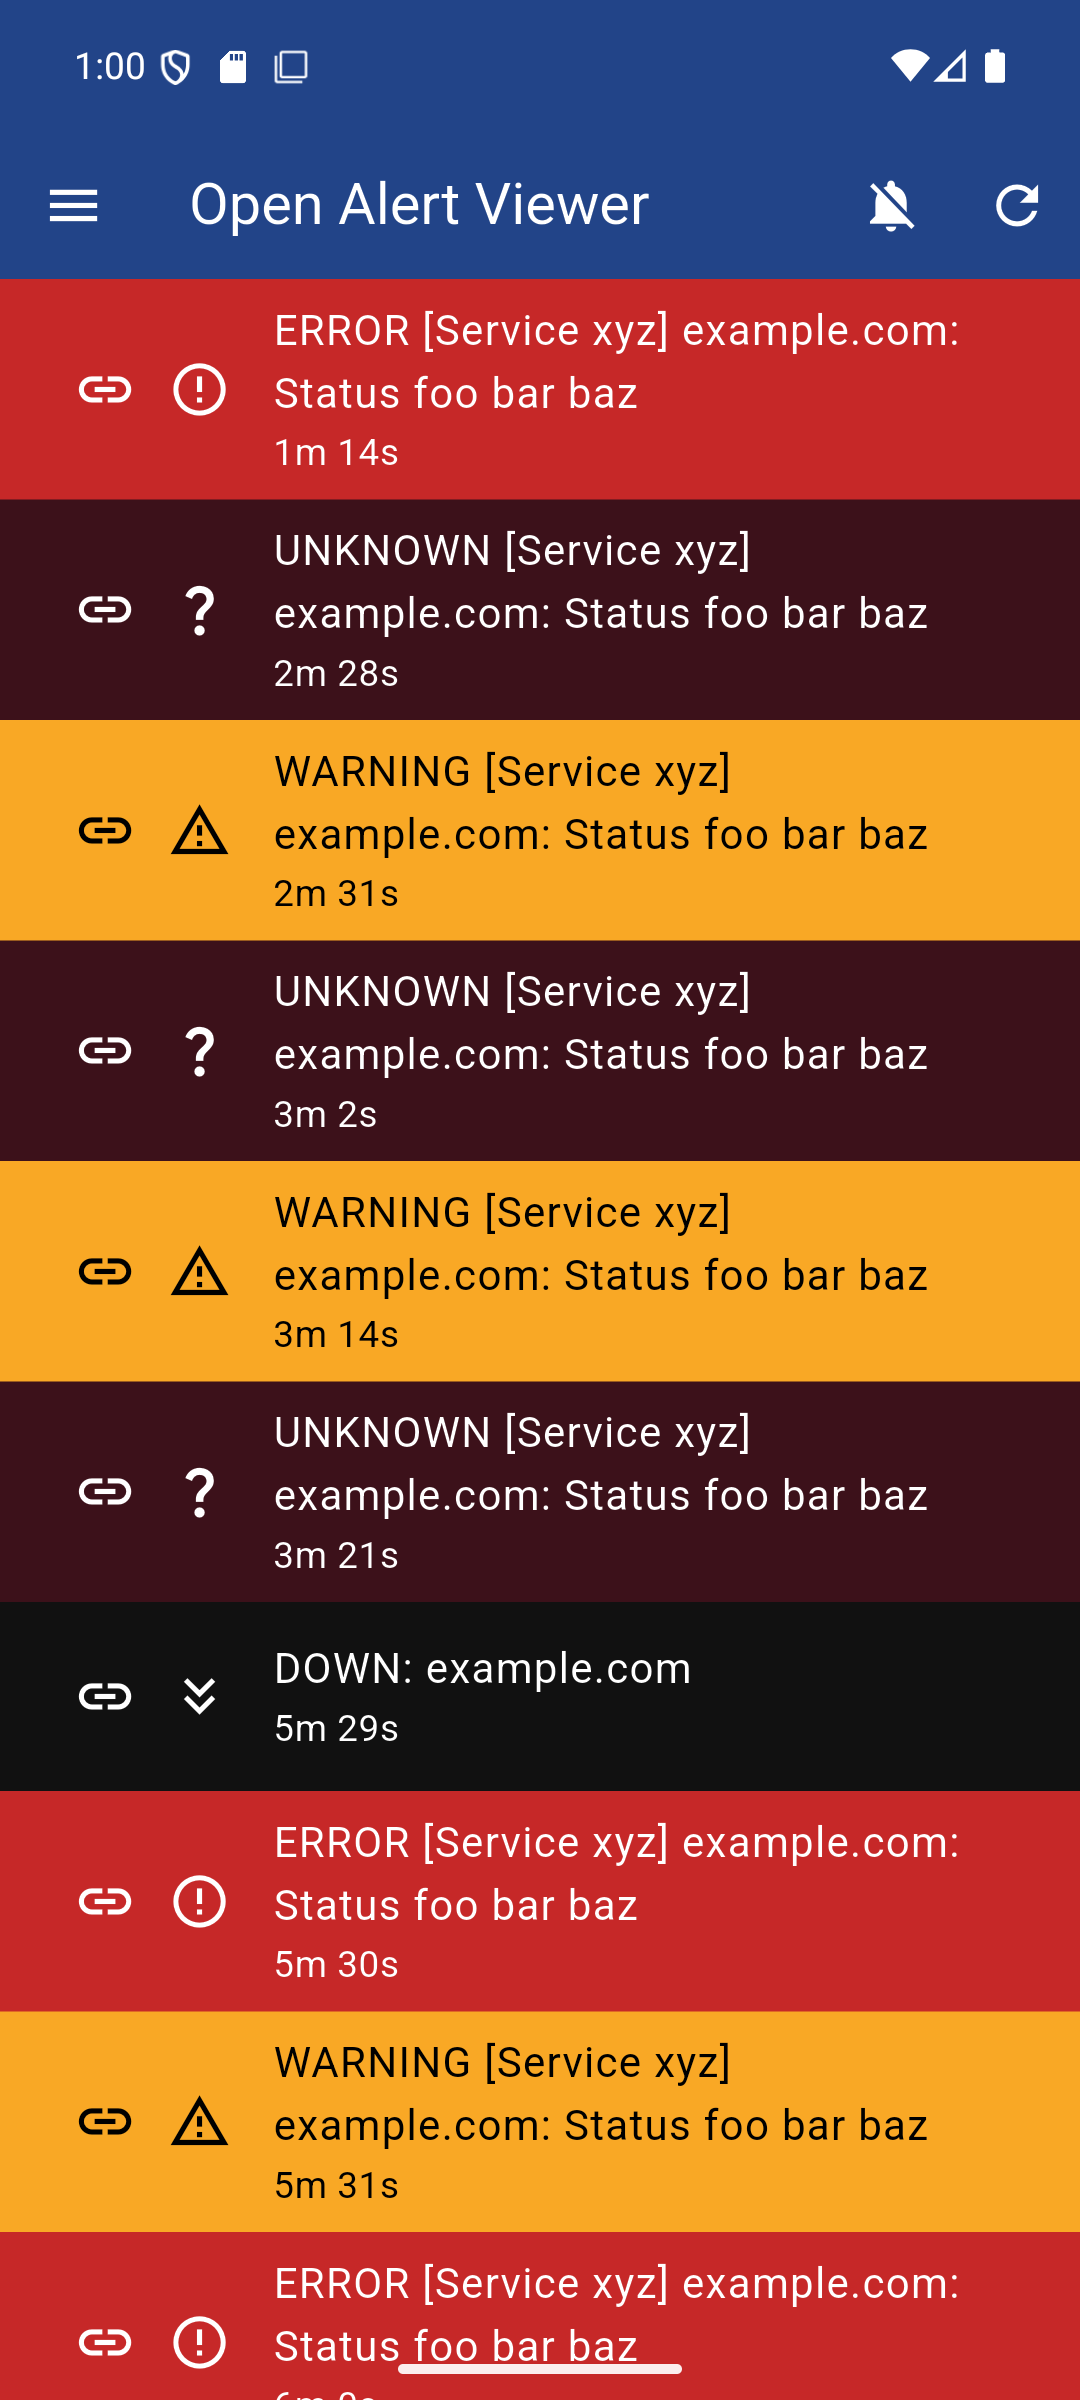 1:00
Open Alert Viewer
ERROR [Service xyz] example.com:
Status foo bar baz
1m 14s
UNKNOWN [Service xyz]
example.com: Status foo bar baz
2m 28s
WARNING [Service xyz]
example.com: Status foo bar baz
2m 31s
UNKNOWN [Service xyz]
example.com: Status foo bar baz
3m 2s
WARNING [Service xyz]
example.com: Status foo bar baz
3m 14s
UNKNOWN [Service xyz]
example.com: Status foo bar baz
3m 21s
DOWN: example.com
5m 29s
ERROR [Service xyz] example.com:
Status foo bar baz
5m 30s
WARNING [Service xyz]
example.com: Status foo bar baz
5m 31s
ERROR [Service xyz] example.com:
Status foo bar baz